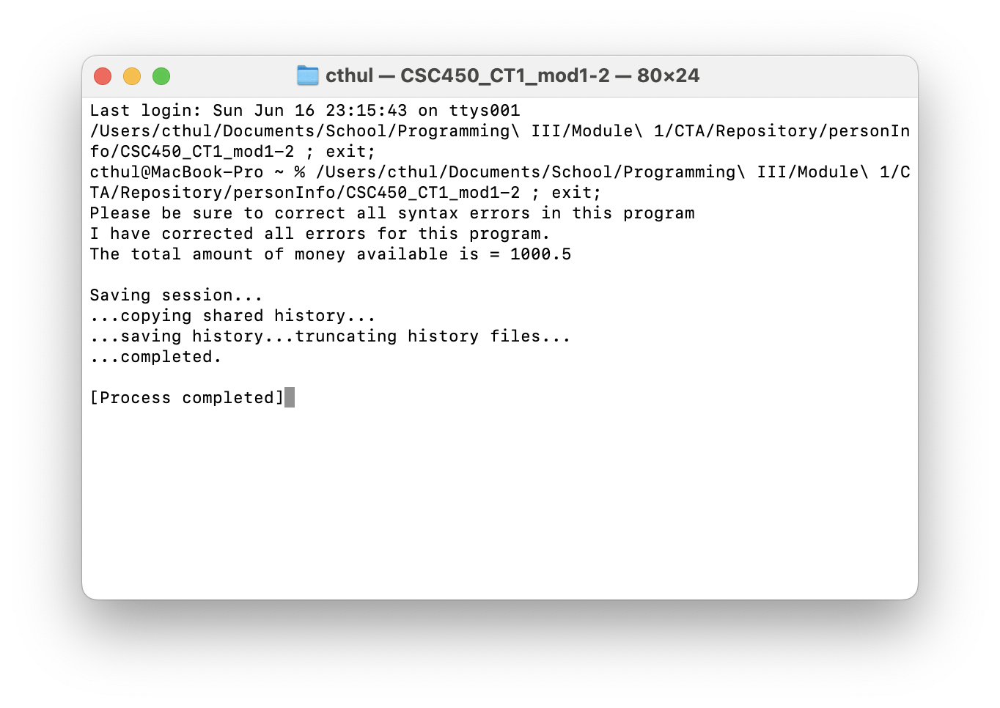 cthul — CSC450_CT1_mod1-2 — 80×24
Last login: Sun Jun 16 23:15:43 on ttys001
/Users/cthul/Documents/School/Programming\ III/Module\ 1/CTA/Repository/personIn
fo/CSC450_CT1_mod1-2 ; exit;
cthul@MacBook-Pro ~ % /Users/cthul/Documents/School/Programming\ III/Module\ 1/C
TA/Repository/personInfo/CSC450_CT1_mod1-2 ; exit;
Please be sure to correct all syntax errors in this program
I have corrected all errors for this program.
The total amount of money available is = 1000.5
Saving session...
...copying shared history...
...saving history...truncating history files...
...completed.
[Process completed]